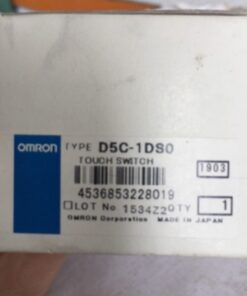 OMRON TYPE D5C-1DS0
TOUCH SWITCH
1903
4536853228019
LOT No 1534Z2 QTY 1
OMRON Corporation MADE IN JAPAN